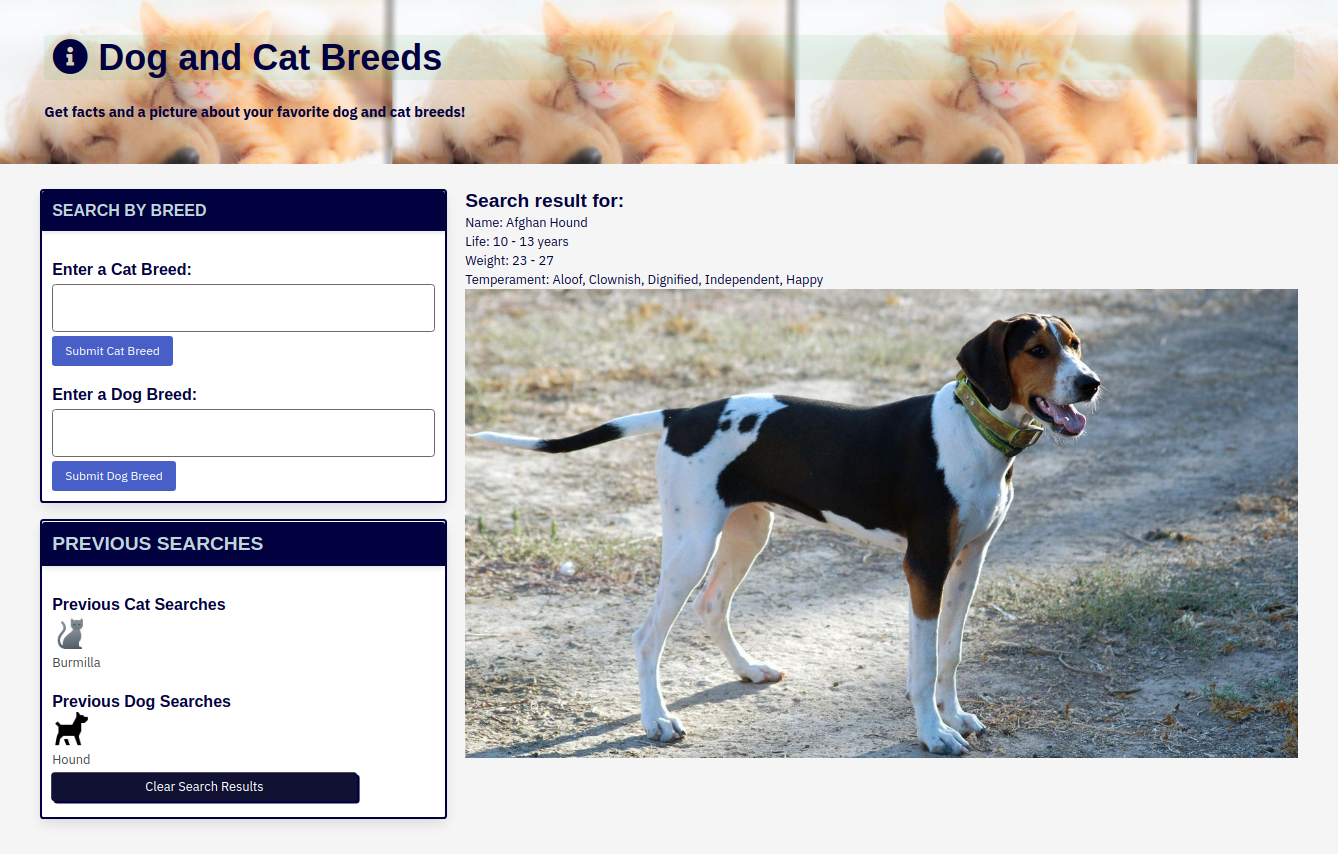 Dog and Cat Breeds
Get facts and a picture about your favorite dog and cat breeds!
SEARCH BY BREED
Enter a Cat Breed:
Submit Cat Breed
Enter a Dog Breed:
Submit Dog Breed
PREVIOUS SEARCHES
Previous Cat Searches
Burmilla
Previous Dog Searches
Hound
Clear Search Results
Search result for:
Name: Afghan Hound
Life: 10 - 13 years
Weight: 23 - 27
Temperament: Aloof, Clownish, Dignified, Independent, Happy